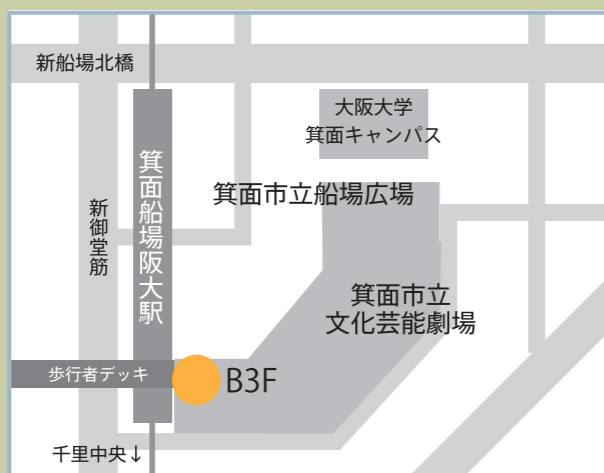 新船場北橋
大阪大学
箕面キャンパス
箕面市立船場広場
新御堂筋
箕面船場阪大駅
箕面市立
文化芸能劇場
歩行者デッキ
B3F
千里中央↓